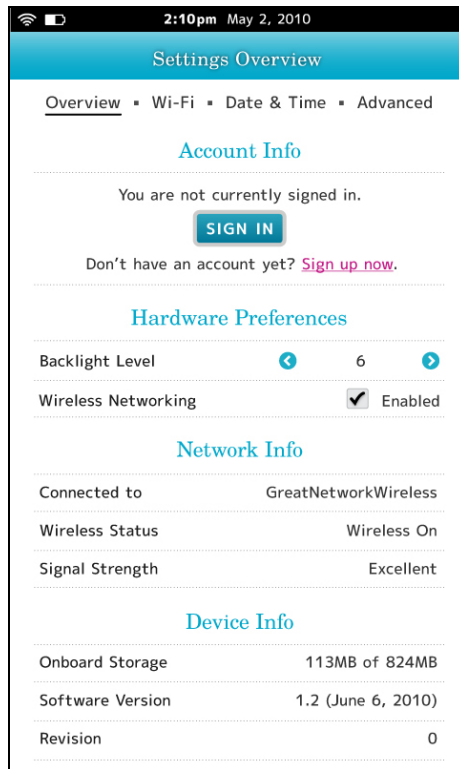 2:10pm May 2, 2010
Settings Overview
Overview ▪ Wi-Fi ▪ Date & Time ▪ Advanced
Account Info
You are not currently signed in.
SIGN IN
Don’t have an account yet? Sign up now.
Hardware Preferences
Backlight Level 6
Wireless Networking Enabled
Network Info
Connected to GreatNetworkWireless
Wireless Status Wireless On
Signal Strength Excellent
Device Info
Onboard Storage 113MB of 824MB
Software Version 1.2 (June 6, 2010)
Revision 0